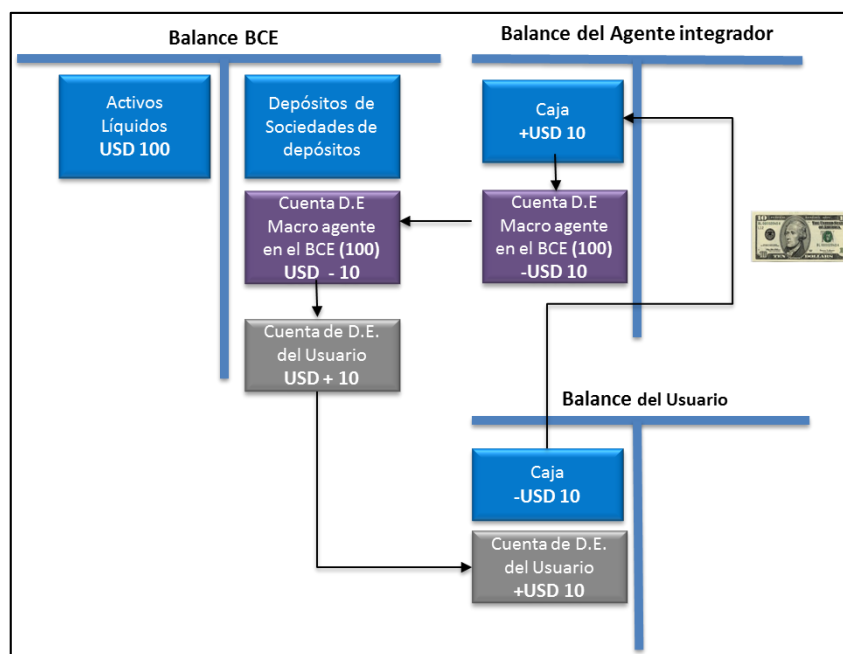 Balance BCE
Activos
Líquidos
USD 100
Depósitos de
Sociedades de
depósitos
Cuenta D.E
Macro agente
en el BCE (100)
USD - 10
Cuenta de D.E.
del Usuario
USD + 10
Balance del Agente integrador
Caja
+USD 10
Cuenta D.E
Macro agente
en el BCE (100)
-USD 10
Balance del Usuario
Caja
-USD 10
Cuenta de D.E.
del Usuario
+USD 10